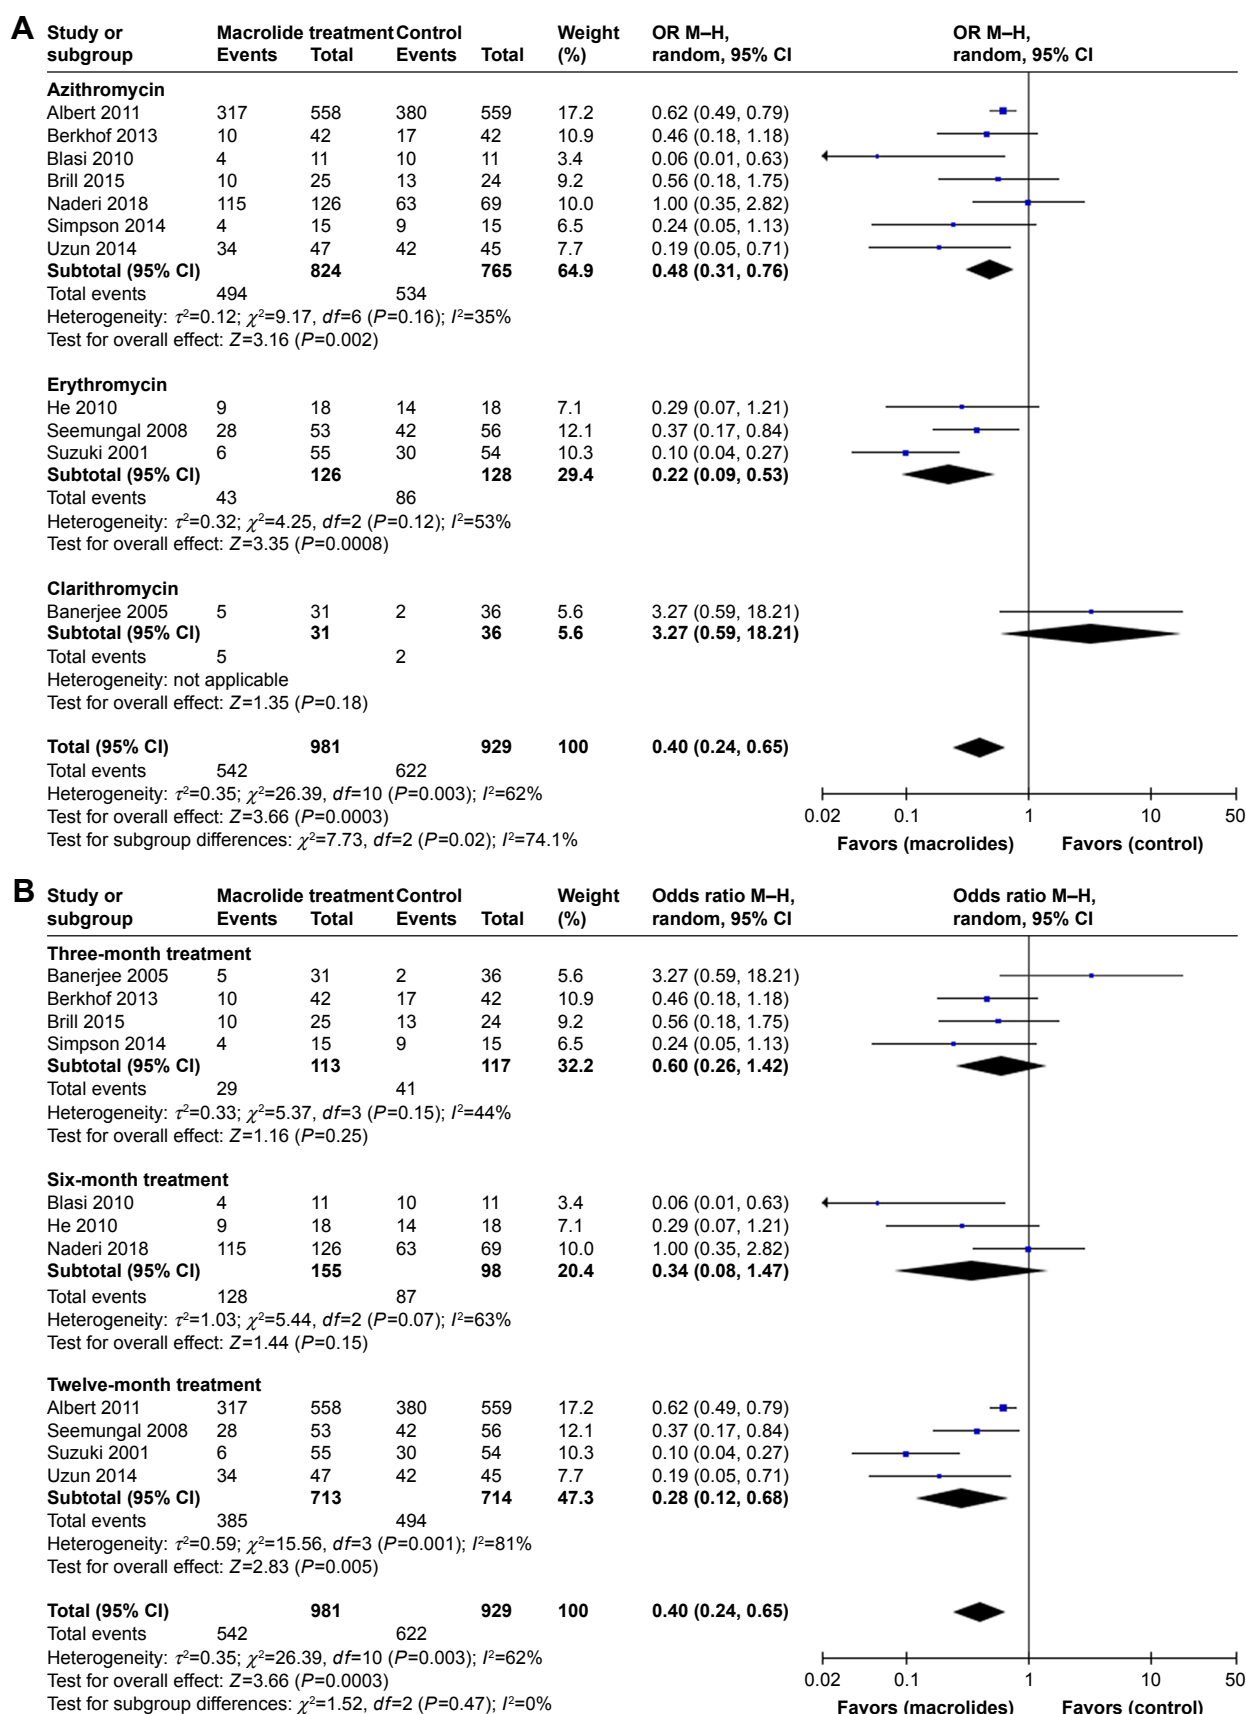 A
Study or Macrolide treatment Control Weight OR M–H, OR M–H,
subgroup Events Total Events Total (%) random, 95% CI random, 95% CI
Azithromycin
Albert 2011 317 558 380 559 17.2 0.62 (0.49, 0.79)
Berkhof 2013 10 42 17 42 10.9 0.46 (0.18, 1.18)
Blasi 2010 4 11 10 11 3.4 0.06 (0.01, 0.63)
Brill 2015 10 25 13 24 9.2 0.56 (0.18, 1.75)
Naderi 2018 115 126 63 69 10.0 1.00 (0.35, 2.82)
Simpson 2014 4 15 9 15 6.5 0.24 (0.05, 1.13)
Uzun 2014 34 47 42 45 7.7 0.19 (0.05, 0.71)
Subtotal (95% CI) 824 765 64.9 0.48 (0.31, 0.76)
Total events 494 534
Heterogeneity: τ²=0.12; χ²=9.17, df=6 (P=0.16); I²=35%
Test for overall effect: Z=3.16 (P=0.002)
Erythromycin
He 2010 9 18 14 18 7.1 0.29 (0.07, 1.21)
Seemungal 2008 28 53 42 56 12.1 0.37 (0.17, 0.84)
Suzuki 2001 6 55 30 54 10.3 0.10 (0.04, 0.27)
Subtotal (95% CI) 126 128 29.4 0.22 (0.09, 0.53)
Total events 43 86
Heterogeneity: τ²=0.32; χ²=4.25, df=2 (P=0.12); I²=53%
Test for overall effect: Z=3.35 (P=0.0008)
Clarithromycin
Banerjee 2005 5 31 2 36 5.6 3.27 (0.59, 18.21)
Subtotal (95% CI) 31 36 5.6 3.27 (0.59, 18.21)
Total events 5 2
Heterogeneity: not applicable
Test for overall effect: Z=1.35 (P=0.18)
Total (95% CI) 981 929 100 0.40 (0.24, 0.65)
Total events 542 622
Heterogeneity: τ²=0.35; χ²=26.39, df=10 (P=0.003); I²=62%
Test for overall effect: Z=3.66 (P=0.0003)
0.02 0.1 1 10 50
Test for subgroup differences: χ²=7.73, df=2 (P=0.02); I²=74.1%
Favors (macrolides) Favors (control)
B
Study or Macrolide treatment Control Weight Odds ratio M–H, Odds ratio M–H,
subgroup Events Total Events Total (%) random, 95% CI random, 95% CI
Three-month treatment
Banerjee 2005 5 31 2 36 5.6 3.27 (0.59, 18.21)
Berkhof 2013 10 42 17 42 10.9 0.46 (0.18, 1.18)
Brill 2015 10 25 13 24 9.2 0.56 (0.18, 1.75)
Simpson 2014 4 15 9 15 6.5 0.24 (0.05, 1.13)
Subtotal (95% CI) 113 117 32.2 0.60 (0.26, 1.42)
Total events 29 41
Heterogeneity: τ²=0.33; χ²=5.37, df=3 (P=0.15); I²=44%
Test for overall effect: Z=1.16 (P=0.25)
Six-month treatment
Blasi 2010 4 11 10 11 3.4 0.06 (0.01, 0.63)
He 2010 9 18 14 18 7.1 0.29 (0.07, 1.21)
Naderi 2018 115 126 63 69 10.0 1.00 (0.35, 2.82)
Subtotal (95% CI) 155 98 20.4 0.34 (0.08, 1.47)
Total events 128 87
Heterogeneity: τ²=1.03; χ²=5.44, df=2 (P=0.07); I²=63%
Test for overall effect: Z=1.44 (P=0.15)
Twelve-month treatment
Albert 2011 317 558 380 559 17.2 0.62 (0.49, 0.79)
Seemungal 2008 28 53 42 56 12.1 0.37 (0.17, 0.84)
Suzuki 2001 6 55 30 54 10.3 0.10 (0.04, 0.27)
Uzun 2014 34 47 42 45 7.7 0.19 (0.05, 0.71)
Subtotal (95% CI) 713 714 47.3 0.28 (0.12, 0.68)
Total events 385 494
Heterogeneity: τ²=0.59; χ²=15.56, df=3 (P=0.001); I²=81%
Test for overall effect: Z=2.83 (P=0.005)
Total (95% CI) 981 929 100 0.40 (0.24, 0.65)
Total events 542 622
Heterogeneity: τ²=0.35; χ²=26.39, df=10 (P=0.003); I²=62%
Test for overall effect: Z=3.66 (P=0.0003)
0.02 0.1 1 10 50
Test for subgroup differences: χ²=1.52, df=2 (P=0.47); I²=0%
Favors (macrolides) Favors (control)